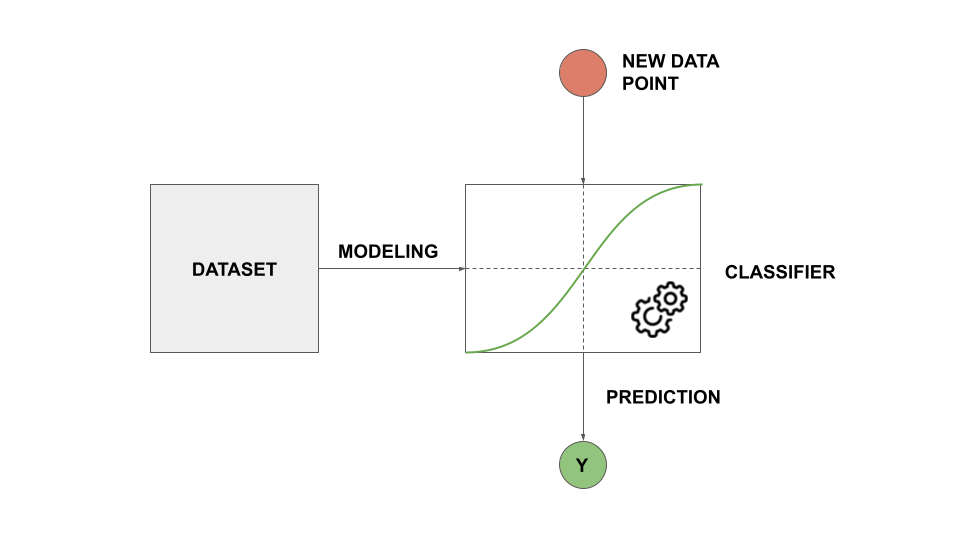 NEW DATA
POINT
DATASET
MODELING
CLASSIFIER
PREDICTION
Y